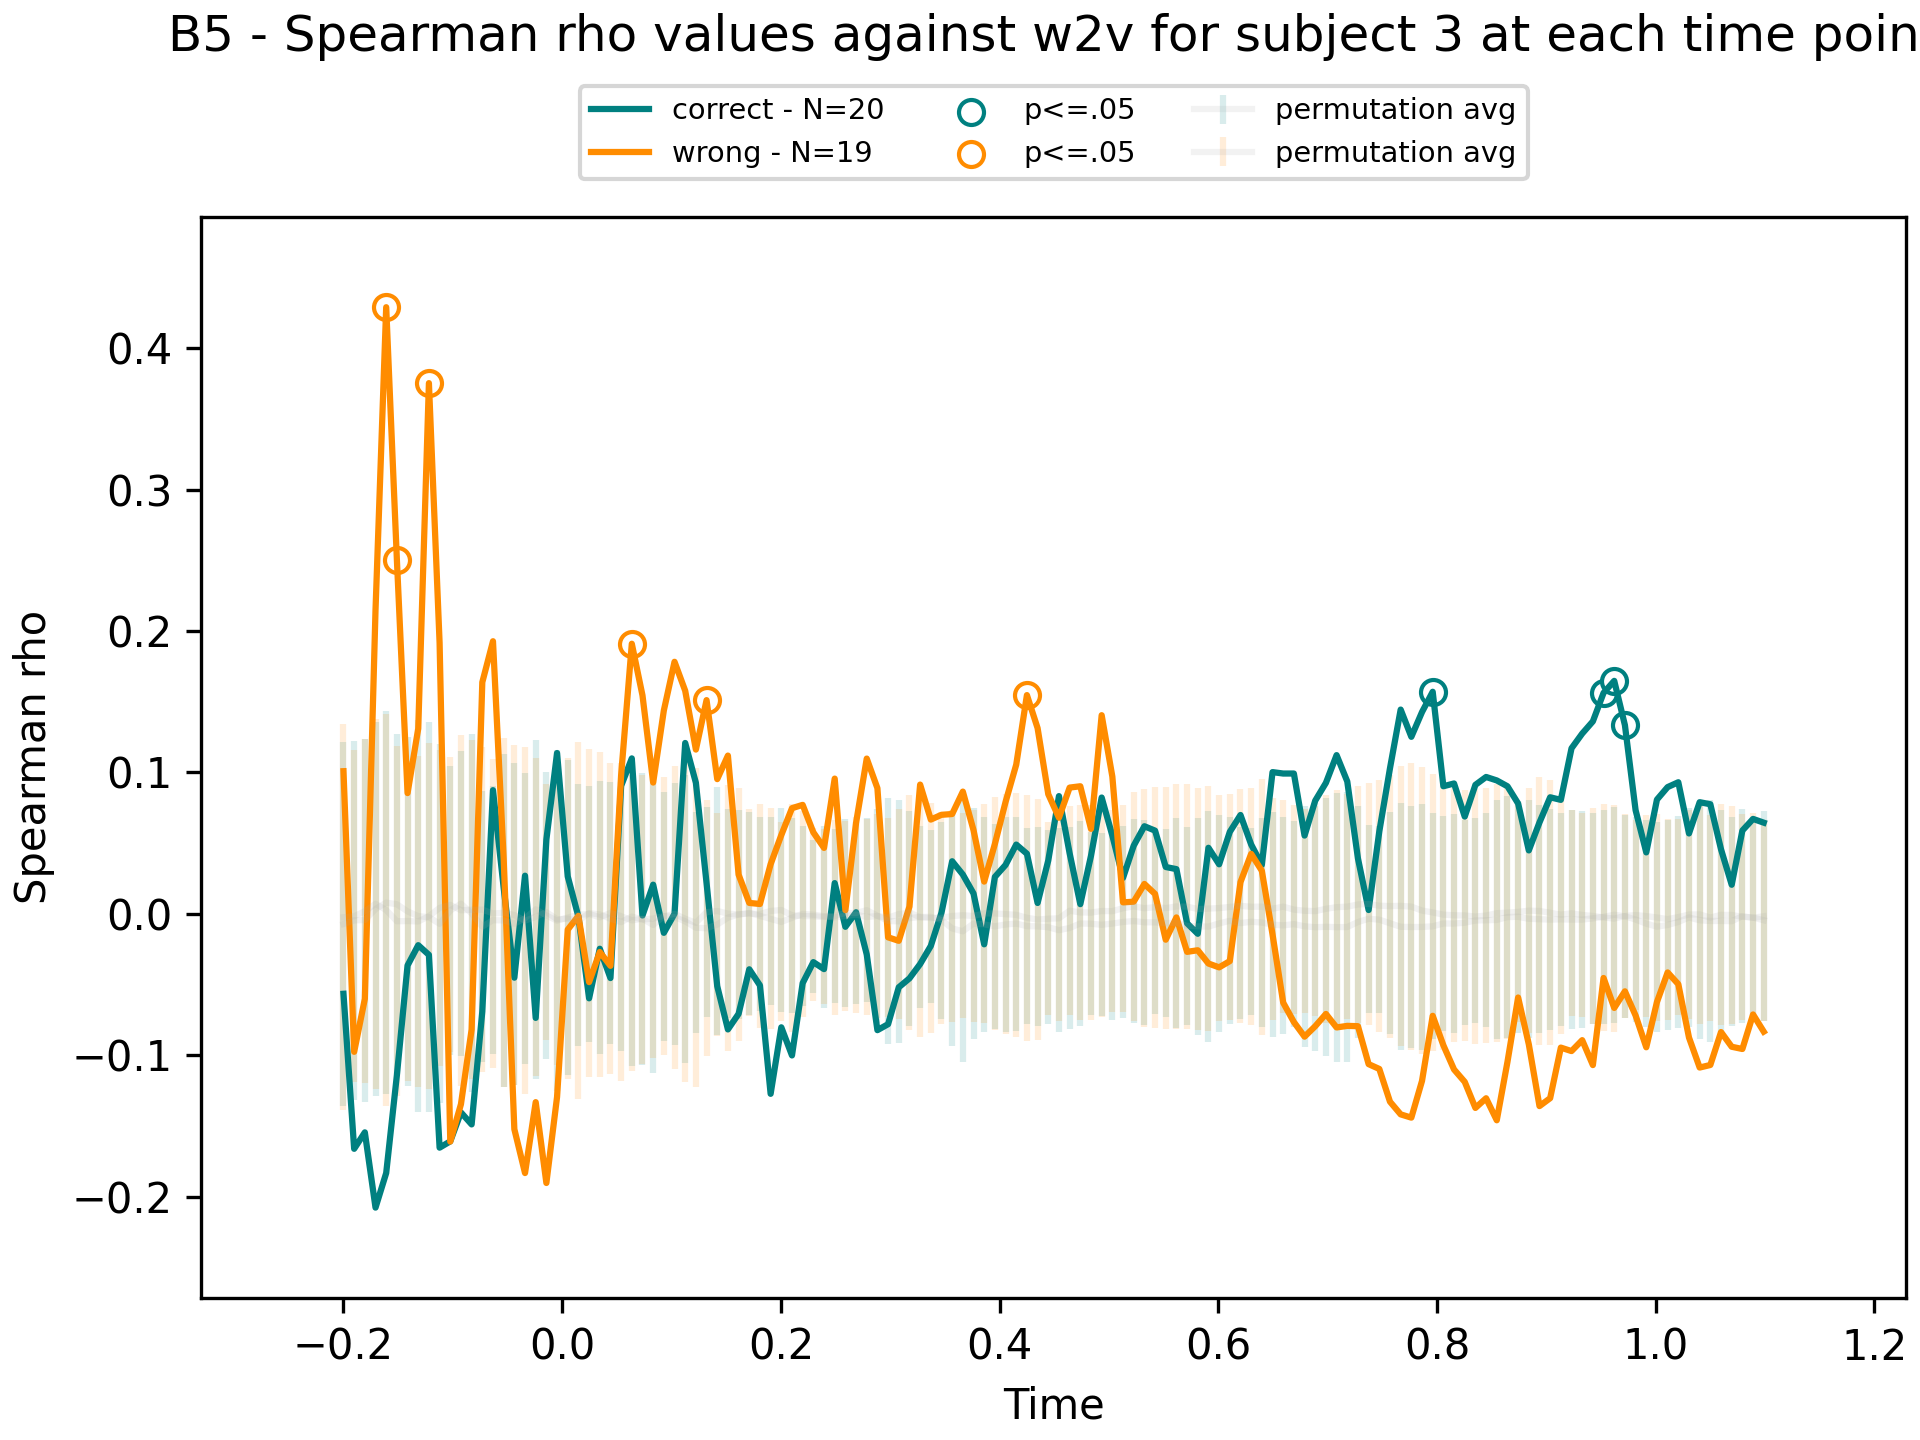 B5 - Spearman rho values against w2v for subject 3 at each time poin
correct - N=20
wrong - N=19
p<=.05
p<=.05
permutation avg
permutation avg
Spearman rho
0.4
0.3
0.2
0.1
0.0
−0.1
−0.2
−0.2 0.0 0.2 0.4 0.6 0.8 1.0 1.2
Time